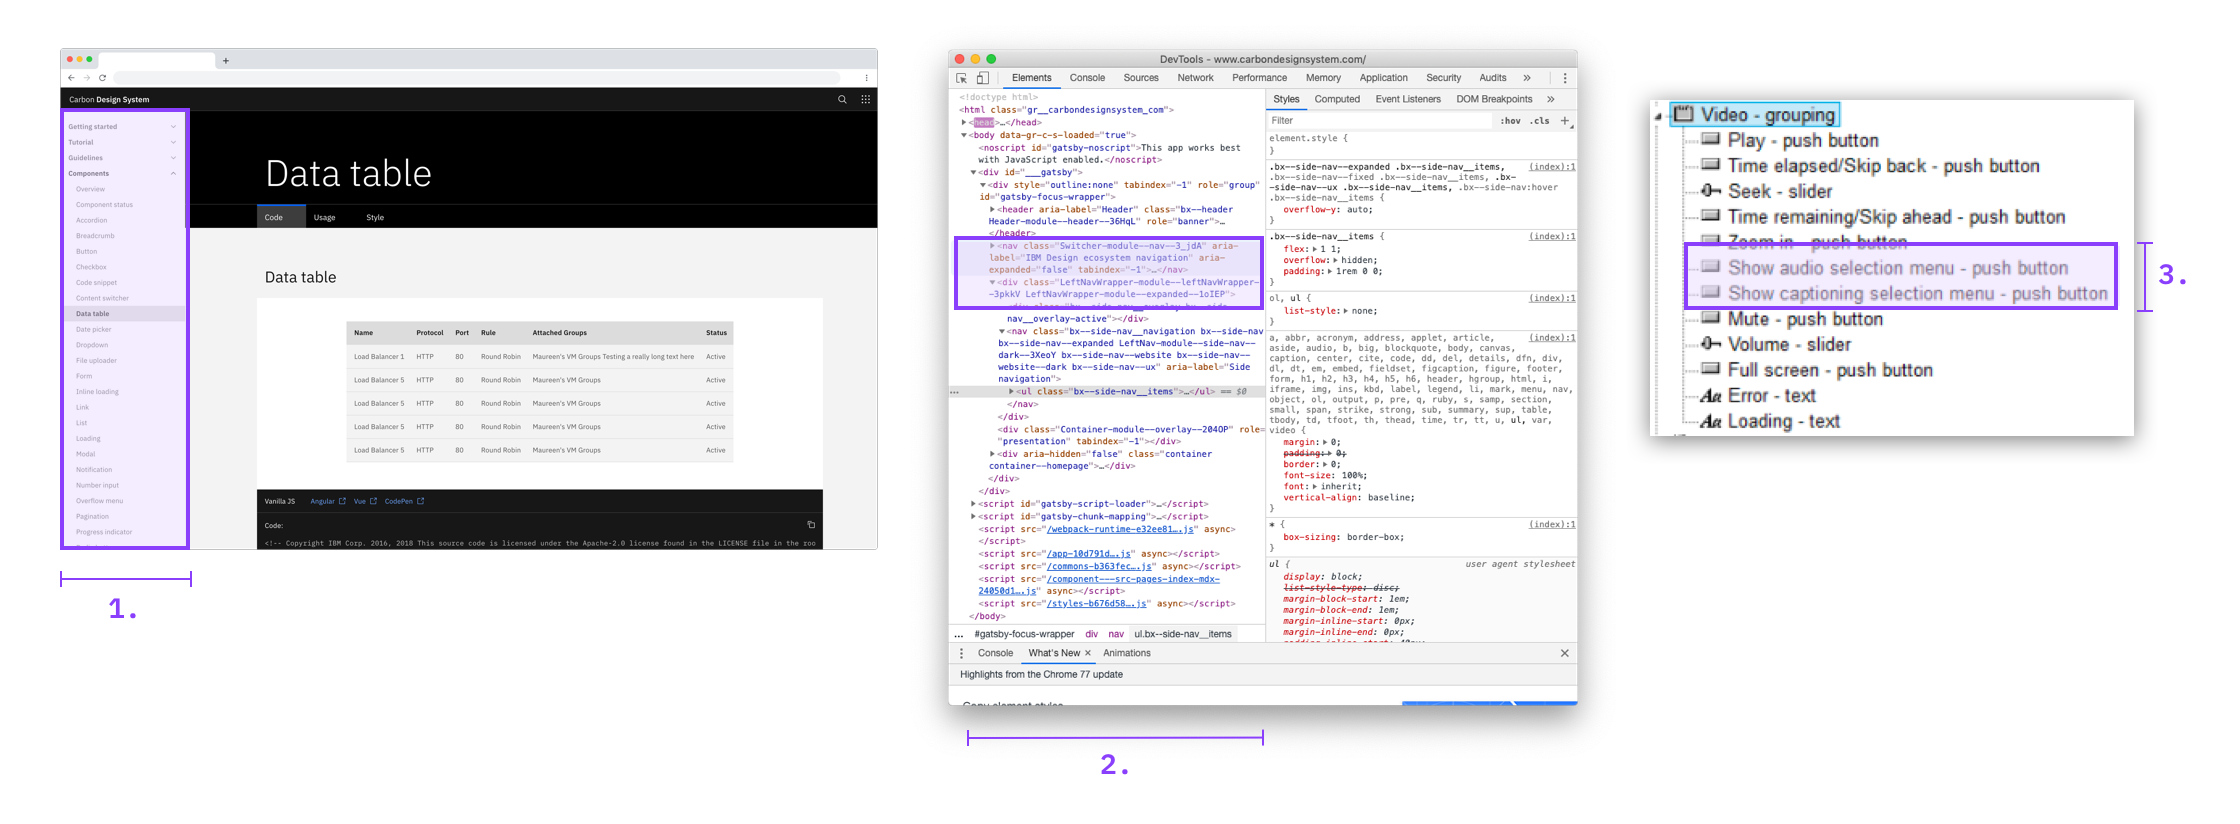 Carbon Design System
Getting started
Tutorial
Guidelines
Components
Overview
Component status
Accordion
Breadcrumb
Button
Checkbox
Code snippet
Content switcher
Data table
Date picker
Dropdown
File uploader
Form
Inline loading
Link
List
Loading
Modal
Notification
Number input
Overflow menu
Pagination
Progress indicator
Data table
Code Usage Style
Data table
Name Protocol Port Rule Attached Groups Status
Load Balancer 1 HTTP 80 Round Robin Maureen's VM Groups Testing a really long text here Active
Load Balancer 5 HTTP 80 Round Robin Maureen's VM Groups Active
Load Balancer 5 HTTP 80 Round Robin Maureen's VM Groups Active
Load Balancer 5 HTTP 80 Round Robin Maureen's VM Groups Active
Load Balancer 5 HTTP 80 Round Robin Maureen's VM Groups Active
Vanilla JS Angular Vue CodePen
Code:
<!-- Copyright IBM Corp. 2016, 2018 This source code is licensed under the Apache-2.0 license found in the LICENSE file in the roo
1.
DevTools - www.carbondesignsystem.com/
Elements Console Sources Network Performance Memory Application Security Audits »
<!doctype html>
<html class="gr__carbondesignsystem_com">
▶<head>…</head>
▼<body data-gr-c-s-loaded="true">
<noscript id="gatsby-noscript">This app works best
with JavaScript enabled.</noscript>
▼<div id="___gatsby">
▼<div style="outline:none" tabindex="-1" role="group"
id="gatsby-focus-wrapper">
▶<header aria-label="Header" class="bx--header
Header-module--header--36HqL" role="banner">…
</header>
▶<nav class="Switcher-module--nav--3_jdA" aria-
label="IBM Design ecosystem navigation" aria-
expanded="false" tabindex="-1">…</nav>
▼<div class="LeftNavWrapper-module--leftNavWrapper-
-3pkkV LeftNavWrapper-module--expanded--1oIEP">
nav__overlay-active"></div>
▼<nav class="bx--side-nav__navigation bx--side-nav
bx--side-nav--expanded LeftNav-module--side-nav--
dark--3XeoY bx--side-nav--website bx--side-nav--
website--dark bx--side-nav--ux" aria-label="Side
navigation">
… ▶<ul class="bx--side-nav__items">…</ul> == $0
</nav>
</div>
<div class="Container-module--overlay--204OP" role=
"presentation" tabindex="-1"></div>
▶<div aria-hidden="false" class="container
container--homepage">…</div>
</div>
</div>
▶<script id="gatsby-script-loader">…</script>
▶<script id="gatsby-chunk-mapping">…</script>
<script src="/webpack-runtime-e32ee81….js" async>
</script>
<script src="/app-10d791d….js" async></script>
<script src="/commons-b363fec….js" async></script>
<script src="/component---src-pages-index-mdx-
24050d1….js" async></script>
<script src="/styles-b676d58….js" async></script>
</body>
… #gatsby-focus-wrapper div nav ul.bx--side-nav__items
Styles Computed Event Listeners DOM Breakpoints »
Filter :hov .cls +
element.style {
}
.bx--side-nav--expanded .bx--side-nav__items, (index):1
.bx--side-nav--fixed .bx--side-nav__items, .bx-
-side-nav--ux .bx--side-nav__items, .bx--side-nav:hover
.bx--side-nav__items {
overflow-y: auto;
}
.bx--side-nav__items { (index):1
flex: ▶ 1 1;
overflow: ▶ hidden;
padding: ▶ 1rem 0 0;
}
ol, ul { (index):1
list-style: ▶ none;
}
a, abbr, acronym, address, applet, article, (index):1
aside, audio, b, big, blockquote, body, canvas,
caption, center, cite, code, dd, del, details, dfn, div,
dl, dt, em, embed, fieldset, figcaption, figure, footer,
form, h1, h2, h3, h4, h5, h6, header, hgroup, html, i,
iframe, img, ins, kbd, label, legend, li, mark, menu, nav,
object, ol, output, p, pre, q, ruby, s, samp, section,
small, span, strike, strong, sub, summary, sup, table,
tbody, td, tfoot, th, thead, time, tr, tt, u, ul, var,
video {
margin: ▶ 0;
padding: ▶ 0;
border: ▶ 0;
font-size: 100%;
font: ▶ inherit;
vertical-align: baseline;
}
* { (index):1
box-sizing: border-box;
}
ul { user agent stylesheet
display: block;
list-style-type: disc;
margin-block-start: 1em;
margin-block-end: 1em;
margin-inline-start: 0px;
margin-inline-end: 0px;
Console What's New × Animations
Highlights from the Chrome 77 update
Copy element styles
2.
Video - grouping
Play - push button
Time elapsed/Skip back - push button
Seek - slider
Time remaining/Skip ahead - push button
Zoom in - push button
Show audio selection menu - push button
Show captioning selection menu - push button
Mute - push button
Volume - slider
Full screen - push button
Error - text
Loading - text
3.